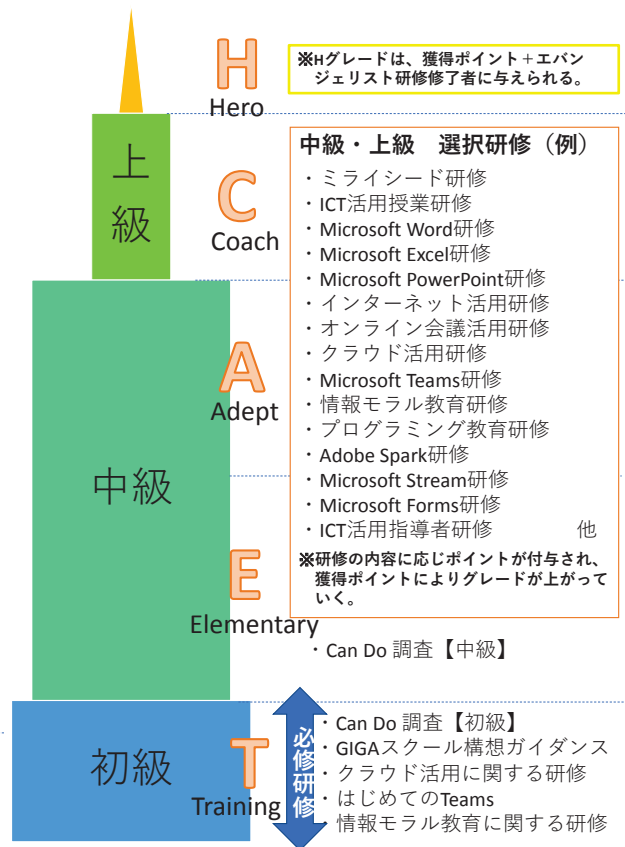 H
Hero
※Hグレードは、獲得ポイント＋エバン
ジェリスト研修修了者に与えられる。
上
級
C
Coach
中級・上級　選択研修（例）
・ミライシード研修
・ICT活用授業研修
・Microsoft Word研修
・Microsoft Excel研修
・Microsoft PowerPoint研修
・インターネット活用研修
・オンライン会議活用研修
・クラウド活用研修
・Microsoft Teams研修
・情報モラル教育研修
・プログラミング教育研修
・Adobe Spark研修
・Microsoft Stream研修
・Microsoft Forms研修
・ICT活用指導者研修　　　他
※研修の内容に応じポイントが付与され、
獲得ポイントによりグレードが上がって
いく。
A
Adept
中級
E
Elementary
・Can Do 調査【中級】
初級
T
Training
必修研修
・Can Do 調査【初級】
・GIGAスクール構想ガイダンス
・クラウド活用に関する研修
・はじめてのTeams
・情報モラル教育に関する研修